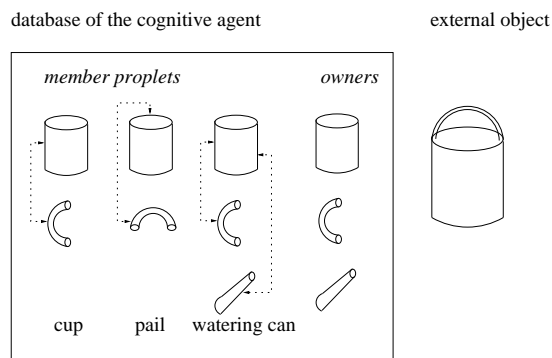 database of the cognitive agent
external object
member proplets
owners
cup
pail
watering can